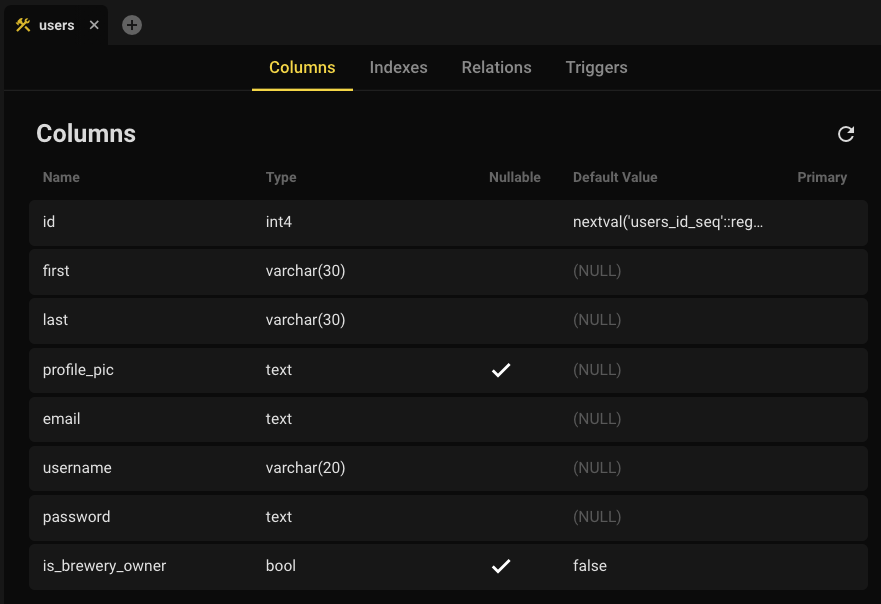 users
Columns Indexes Relations Triggers
Columns
Name Type Nullable Default Value Primary
id int4 nextval('users_id_seq'::reg...
first varchar(30) (NULL)
last varchar(30) (NULL)
profile_pic text (NULL)
email text (NULL)
username varchar(20) (NULL)
password text (NULL)
is_brewery_owner bool false